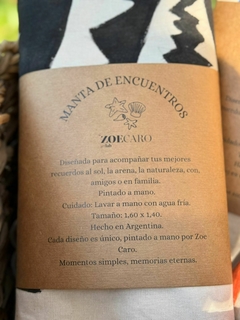 MANTA DE ENCUENTROS
ZOECARO
Diseñada para acompañar tus mejores
recuerdos al sol, la arena, la naturaleza, con,
amigos o en familia.
Pintado a mano.
Cuidado: Lavar a mano con agua fria.
Tamaño: 1,60 x 1,40.
Hecho en Argentina.
Cada diseño es único, pintado a mano por Zoe
Caro.
Momentos simples, memorias eternas.